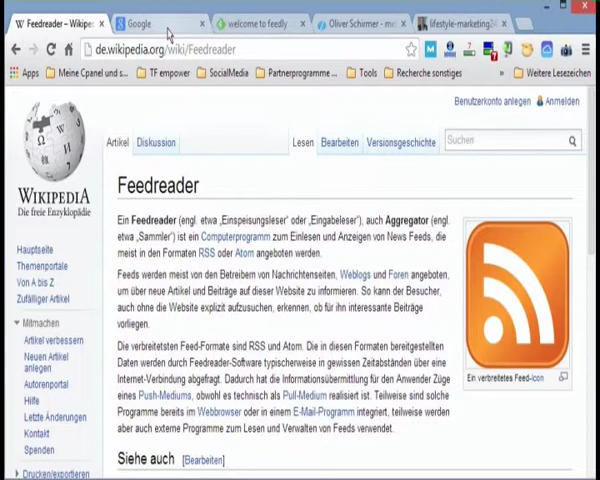 Feedreader – Wikipe
Google
welcome to feedly
Oliver Schirmer - me
lifestyle-marketing24
de.wikipedia.org/wiki/Feedreader
Apps
Meine Cpanel und s...
TF empower
SocialMedia
Partnerprogramme ...
Tools
Recherche sonstiges
Weitere Lesezeichen
Benutzerkonto anlegen
Anmelden
Artikel
Diskussion
Lesen
Bearbeiten
Versionsgeschichte
Suchen
WIKIPEDIA
Die freie Enzyklopädie
Hauptseite
Themenportale
Von A bis Z
Zufälliger Artikel
Mitmachen
Artikel verbessern
Neuen Artikel
anlegen
Autorenportal
Hilfe
Letzte Änderungen
Kontakt
Spenden
Drucken/exportieren
Feedreader
Ein Feedreader (engl. etwa „Einspeisungsleser“ oder „Eingabeleser“), auch Aggregator (engl.
etwa „Sammler“) ist ein Computerprogramm zum Einlesen und Anzeigen von News Feeds, die
meist in den Formaten RSS oder Atom angeboten werden.
Feeds werden meist von den Betreibern von Nachrichtenseiten, Weblogs und Foren angeboten,
um über neue Artikel und Beiträge auf dieser Website zu informieren. So kann der Besucher,
auch ohne die Website explizit aufzusuchen, erkennen, ob für ihn interessante Beiträge
vorliegen.
Die verbreitetsten Feed-Formate sind RSS und Atom. Die in diesen Formaten bereitgestellten
Daten werden durch Feedreader-Software typischerweise in gewissen Zeitabständen über eine
Internet-Verbindung abgefragt. Dadurch hat die Informationsübermittlung für den Anwender Züge
eines Push-Mediums, obwohl es technisch als Pull-Medium realisiert ist. Teilweise sind solche
Programme bereits im Webbrowser oder in einem E-Mail-Programm integriert, teilweise werden
aber auch externe Programme zum Lesen und Verwalten von Feeds verwendet.
Ein verbreitetes Feed-Icon
Siehe auch [Bearbeiten]